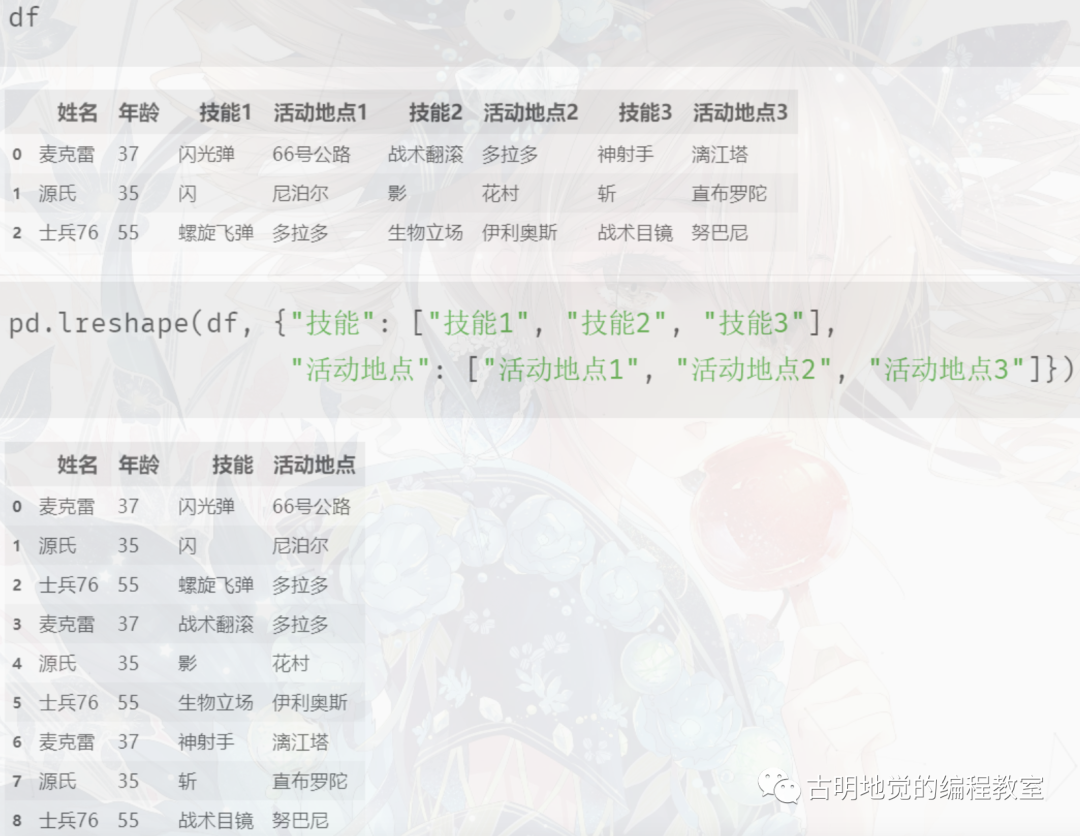 df
姓名 年龄 技能1 活动地点1 技能2 活动地点2 技能3 活动地点3
0 麦克雷 37 闪光弹 66号公路 战术翻滚 多拉多 神射手 漓江塔
1 源氏 35 闪 尼泊尔 影 花村 斩 直布罗陀
2 士兵76 55 螺旋飞弹 多拉多 生物立场 伊利奥斯 战术目镜 努巴尼
pd.lreshape(df, {"技能": ["技能1", "技能2", "技能3"],
"活动地点": ["活动地点1", "活动地点2", "活动地点3"]})
姓名 年龄 技能 活动地点
0 麦克雷 37 闪光弹 66号公路
1 源氏 35 闪 尼泊尔
2 士兵76 55 螺旋飞弹 多拉多
3 麦克雷 37 战术翻滚 多拉多
4 源氏 35 影 花村
5 士兵76 55 生物立场 伊利奥斯
6 麦克雷 37 神射手 漓江塔
7 源氏 35 斩 直布罗陀
8 士兵76 55 战术目镜 努巴尼
古明地觉的编程教室